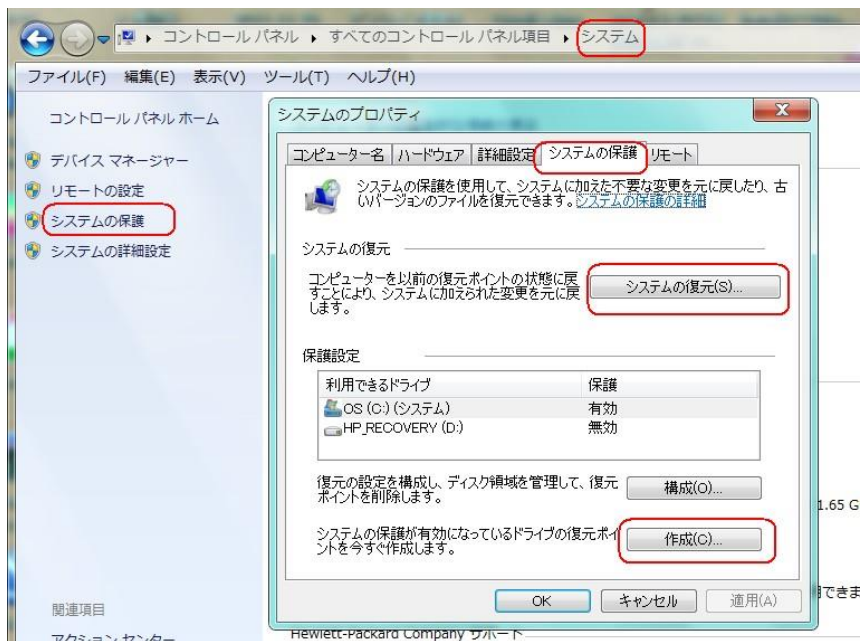 コントロール パネル ▸ すべてのコントロール パネル項目 ▸ システム
ファイル(F) 編集(E) 表示(V) ツール(T) ヘルプ(H)
コントロール パネル ホーム
デバイス マネージャー
リモートの設定
システムの保護
システムの詳細設定
関連項目
アクション センター
システムのプロパティ
コンピューター名 ハードウェア 詳細設定 システムの保護 リモート
システムの保護を使用して、システムに加えた不要な変更を元に戻したり、古
いバージョンのファイルを復元できます。システムの保護の詳細
システムの復元
コンピューターを以前の復元ポイントの状態に戻
すことにより、システムに加えられた変更を元に戻
します。
システムの復元(S)...
保護設定
利用できるドライブ 保護
OS (C:) (システム) 有効
HP_RECOVERY (D:) 無効
復元の設定を構成し、ディスク領域を管理して、復元
ポイントを削除します。
構成(O)...
システムの保護が有効になっているドライブの復元ポイ
ントを今すぐ作成します。
作成(C)...
OK キャンセル 適用(A)
1.65 G
できま
Hewlett-Packard Company サポート